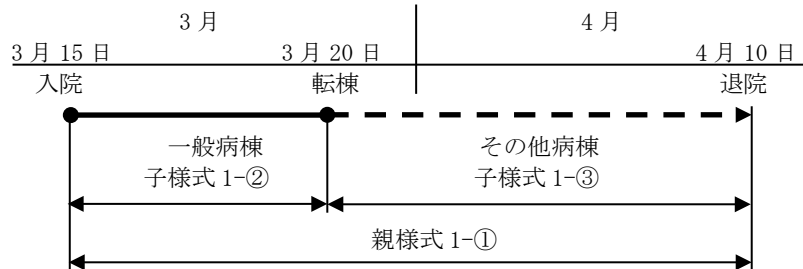 3 月
4 月
3 月 15 日
3 月 20 日
4 月 10 日
入院
転棟
退院
一般病棟
その他病棟
子様式 1-②
子様式 1-③
親様式 1-①